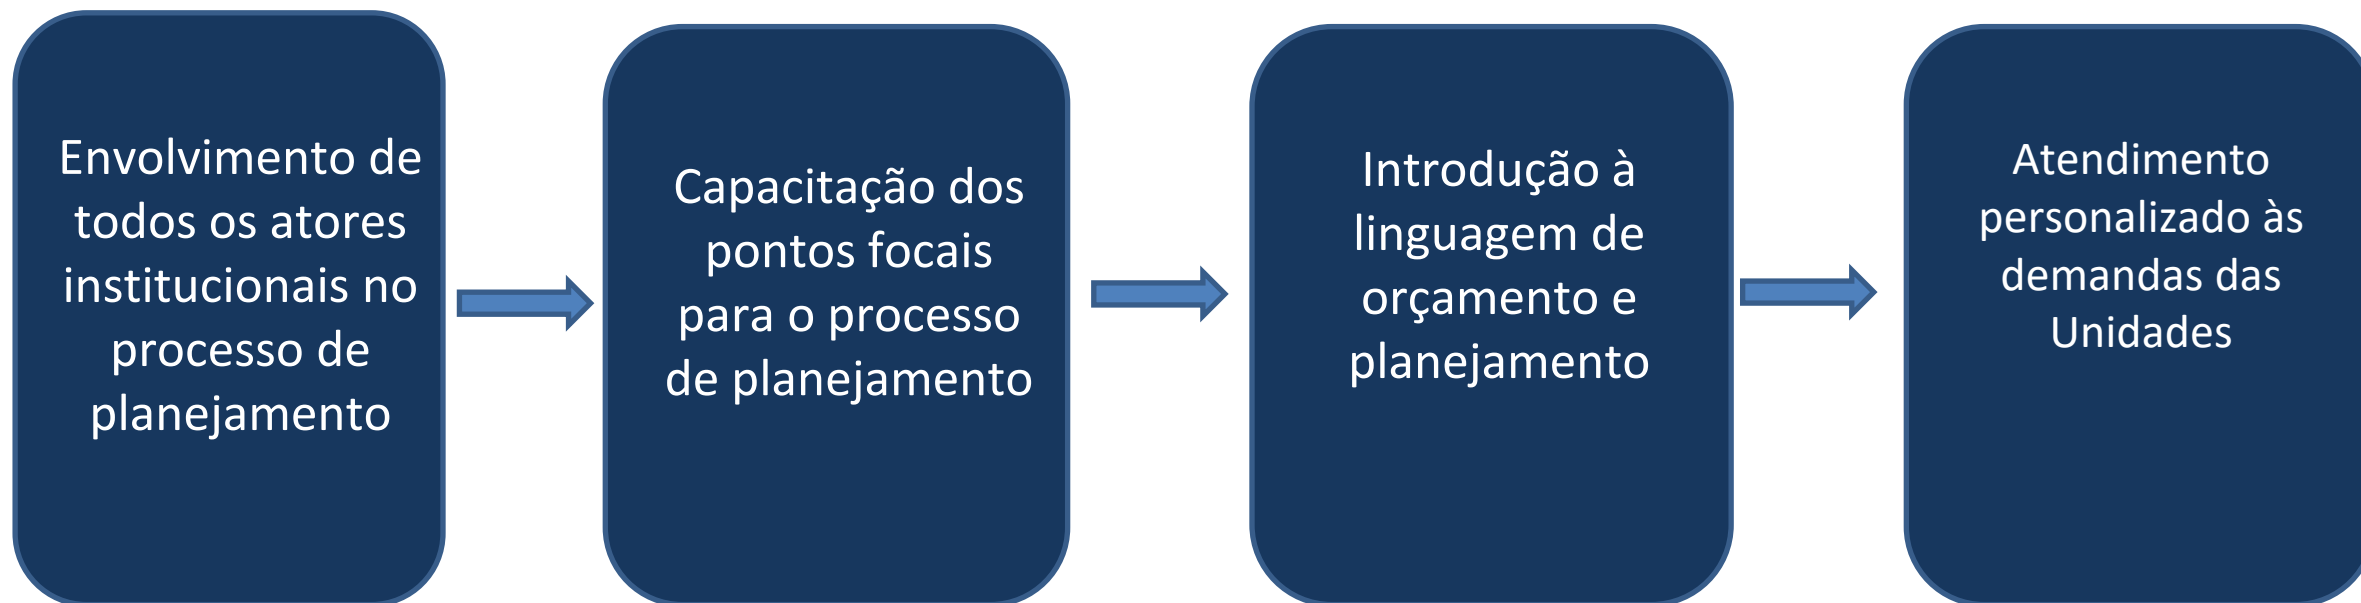 Envolvimento de
todos os atores
institucionais no
processo de
planejamento
Capacitação dos
pontos focais
para o processo
de planejamento
Introdução à
linguagem de
orçamento e
planejamento
Atendimento
personalizado às
demandas das
Unidades